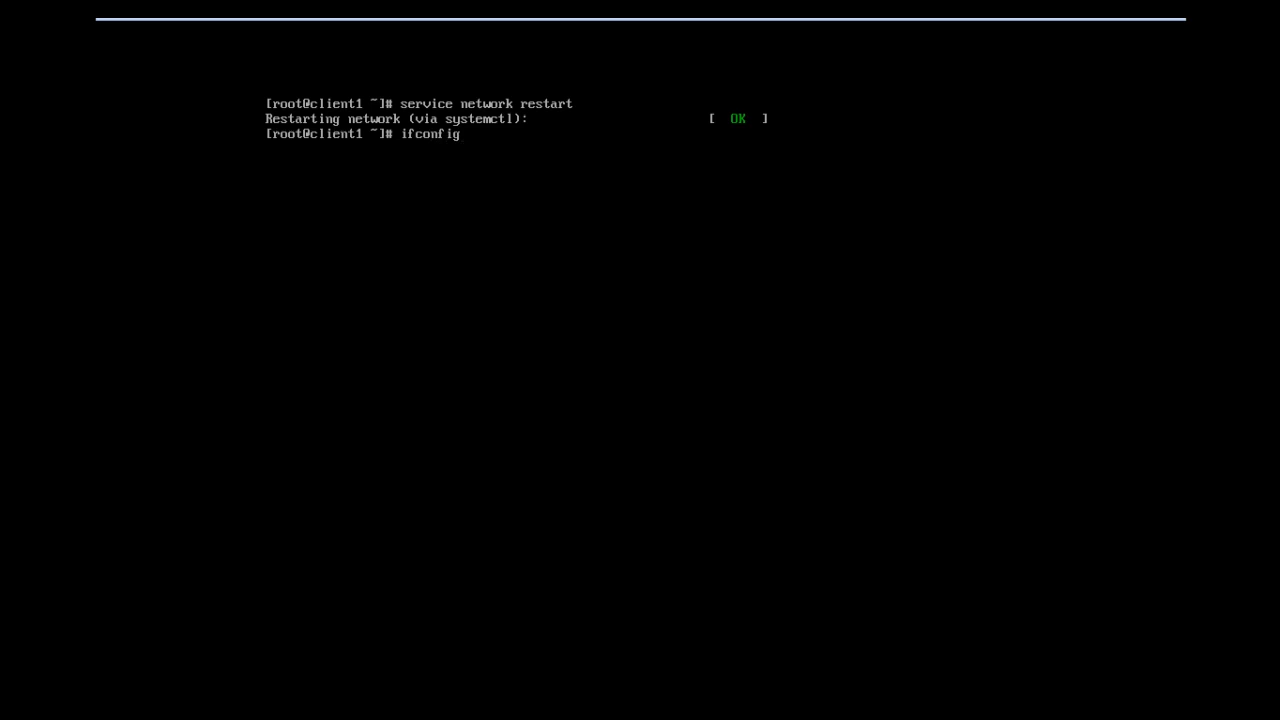 [root@client1 ~]# service network restart
Restarting network (via systemctl):                        [  OK  ]
[root@client1 ~]# ifconfig